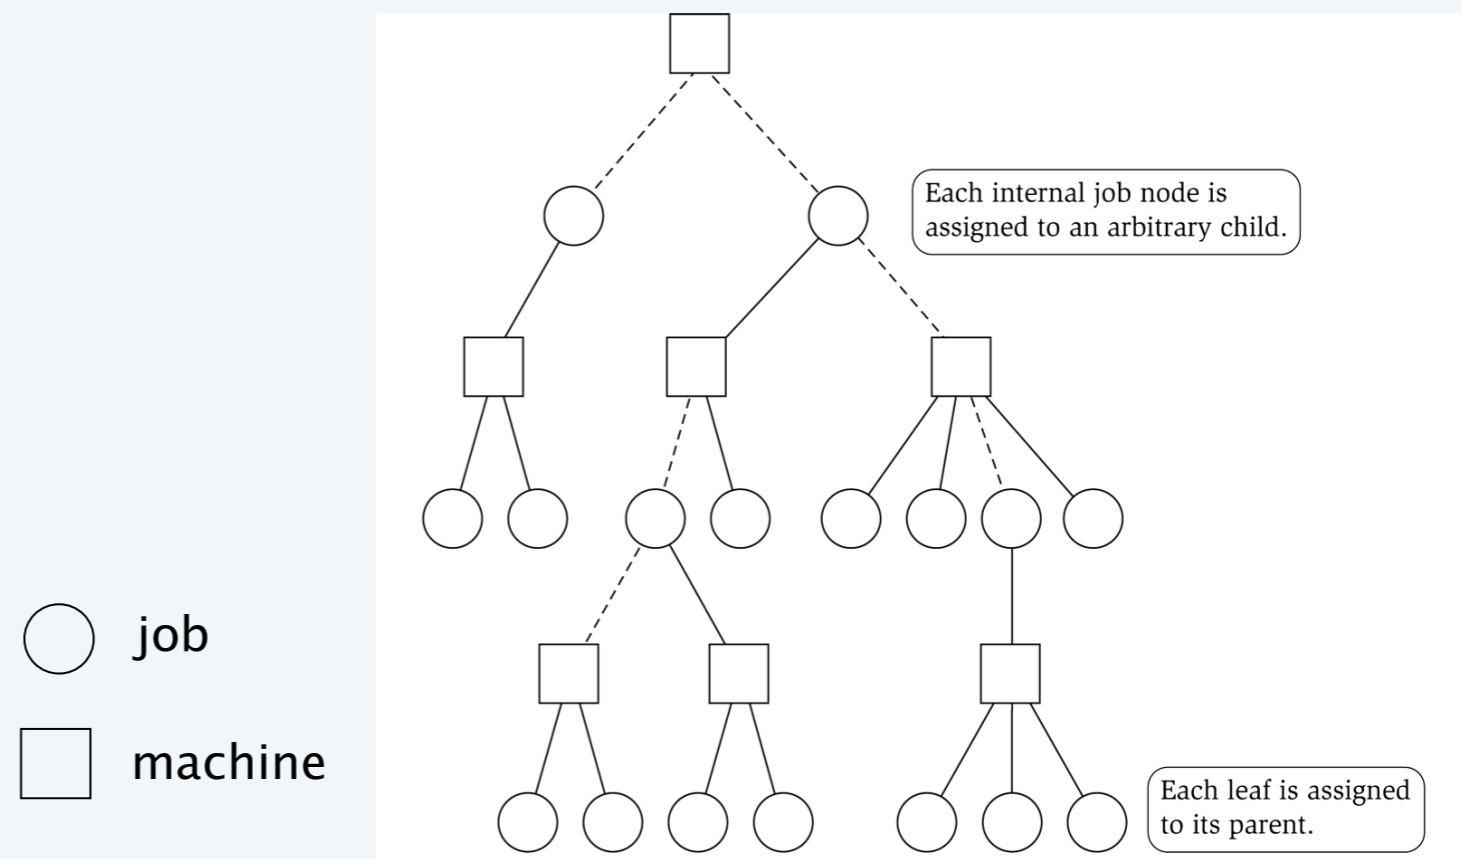 Each internal job node is
assigned to an arbitrary child.
job
machine
Each leaf is assigned
to its parent.